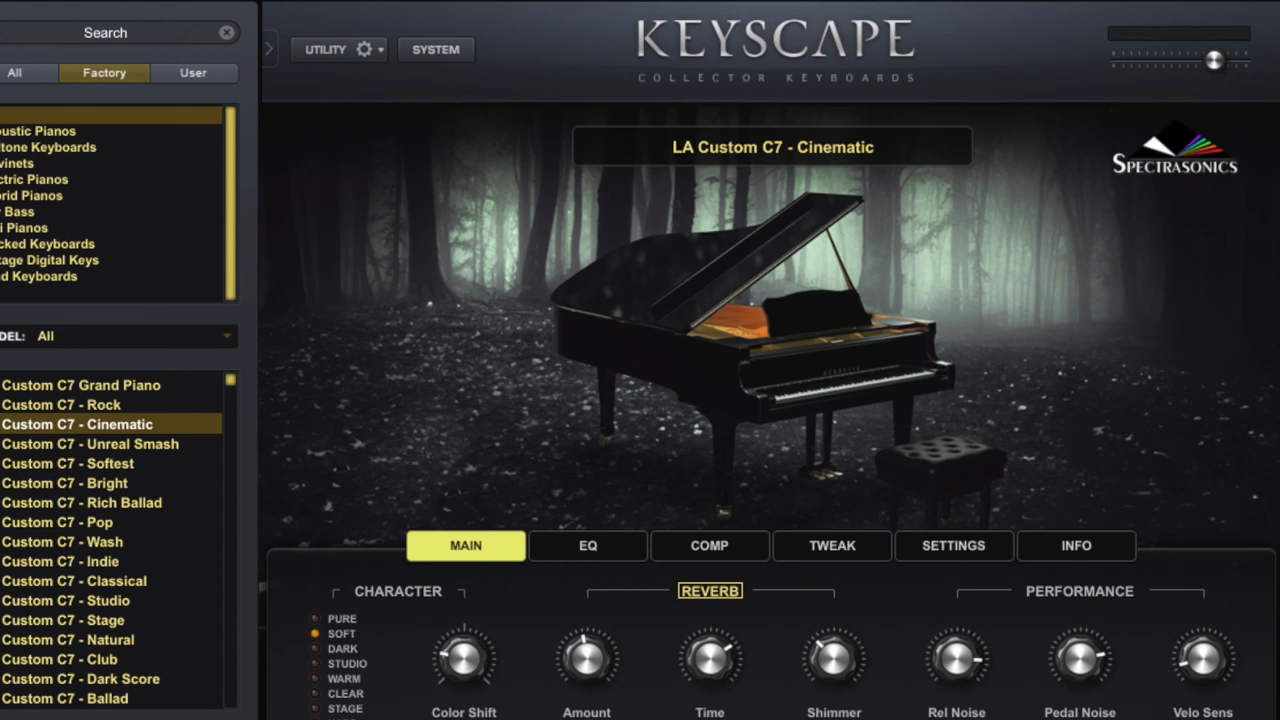 Search
All
Factory
User
ustic Pianos
tone Keyboards
vinets
ctric Pianos
rid Pianos
Bass
i Pianos
cked Keyboards
tage Digital Keys
d Keyboards
DEL: All
Custom C7 Grand Piano
Custom C7 - Rock
Custom C7 - Cinematic
Custom C7 - Unreal Smash
Custom C7 - Softest
Custom C7 - Bright
Custom C7 - Rich Ballad
Custom C7 - Pop
Custom C7 - Wash
Custom C7 - Indie
Custom C7 - Classical
Custom C7 - Studio
Custom C7 - Stage
Custom C7 - Natural
Custom C7 - Club
Custom C7 - Dark Score
Custom C7 - Ballad
UTILITY
SYSTEM
KEYSCAPE
COLLECTOR KEYBOARDS
LA Custom C7 - Cinematic
SPECTRASONICS
MAIN
EQ
COMP
TWEAK
SETTINGS
INFO
CHARACTER
REVERB
PERFORMANCE
PURE
SOFT
DARK
STUDIO
WARM
CLEAR
STAGE
Color Shift
Amount
Time
Shimmer
Rel Noise
Pedal Noise
Velo Sens